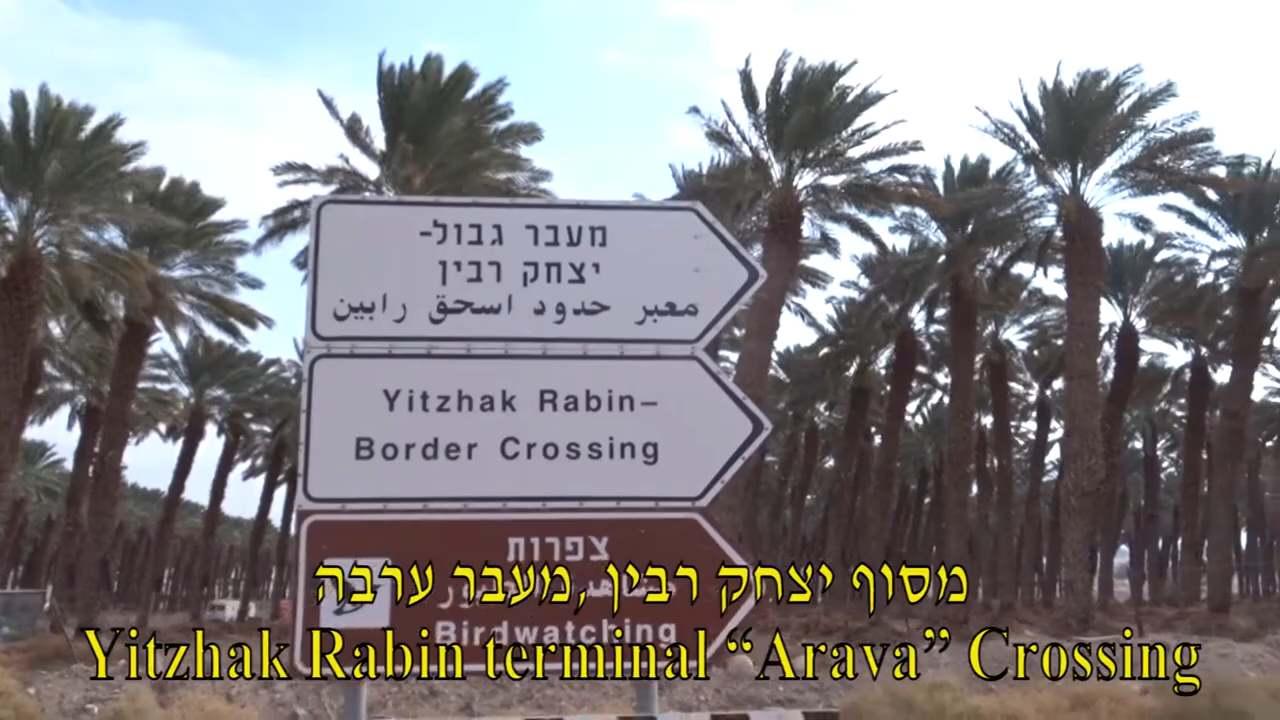 מעבר גבול-
יצחק רבין
معبر حدود اسحق رابين
Yitzhak Rabin–
Border Crossing
צפרות
Birdwatching
מסוף יצחק רבין, מעבר ערבה
Yitzhak Rabin terminal “Arava” Crossing